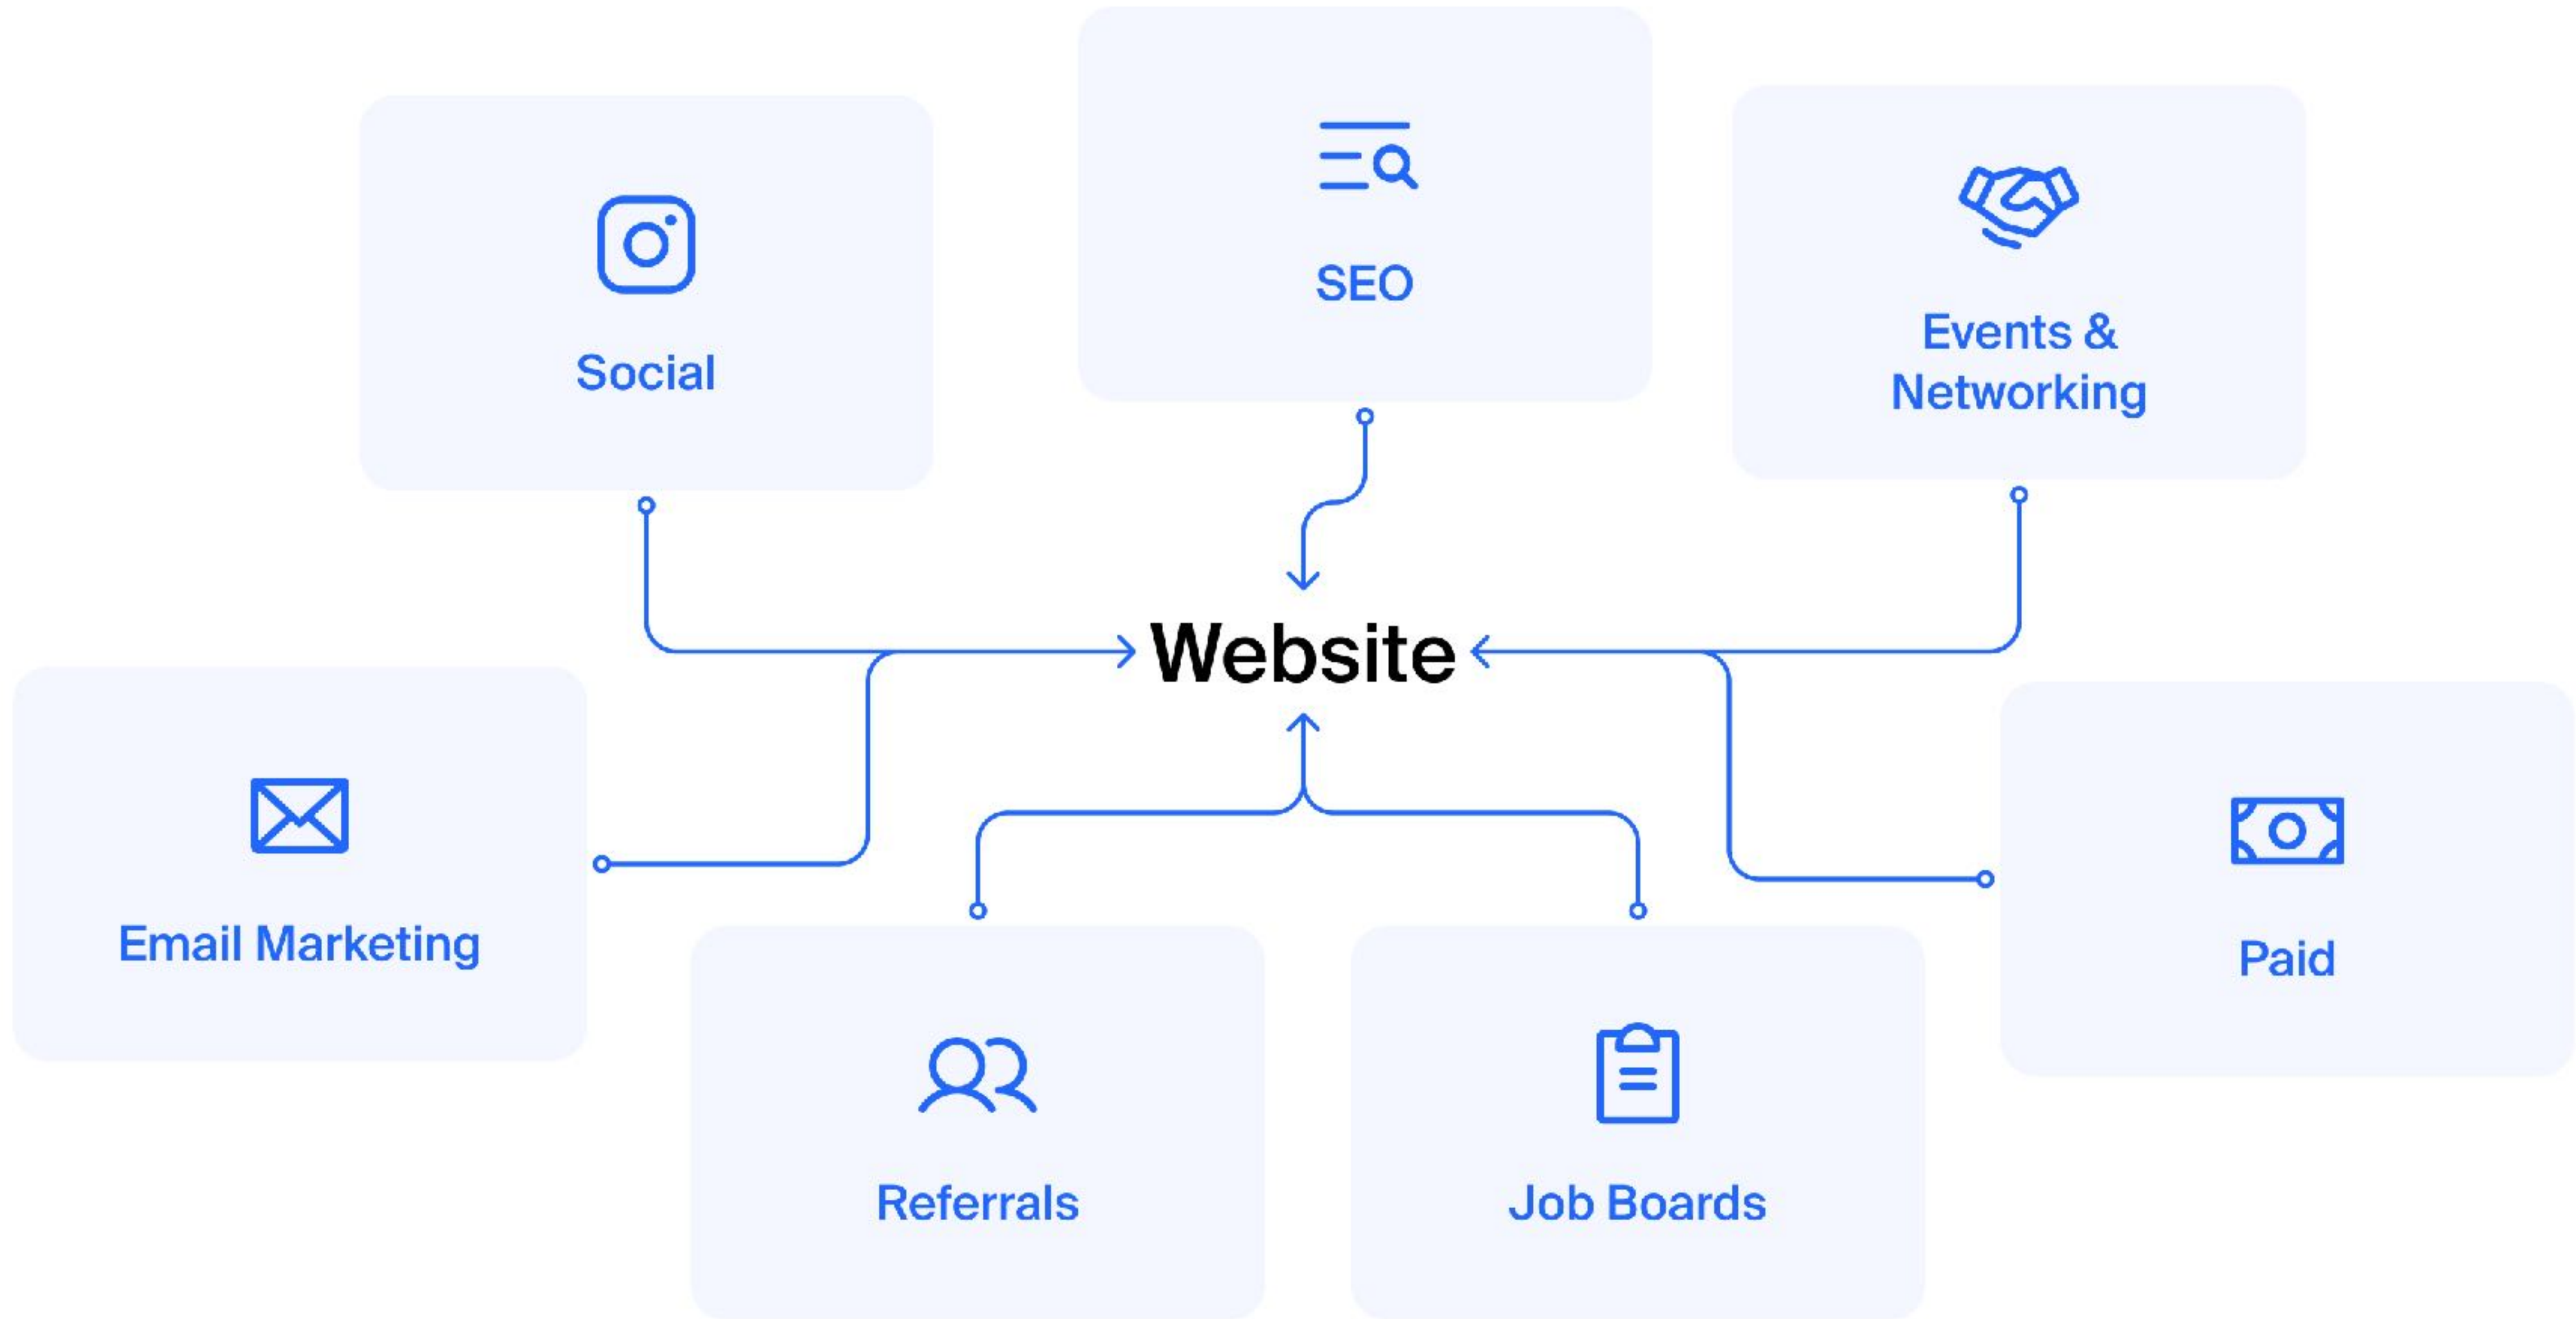 SEO
Social
Events &
Networking
Website
Email Marketing
Paid
Referrals
Job Boards